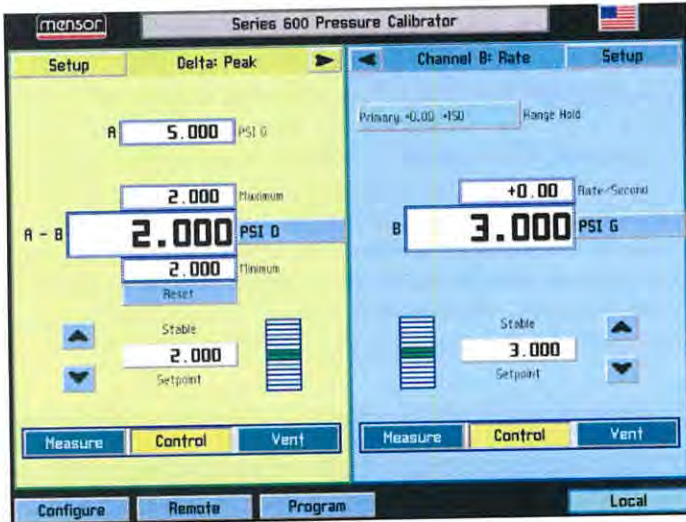 mensor
Series 600 Pressure Calibrator
Setup
Delta: Peak
Channel B: Rate
Setup
A
5.000
PSI G
Primary +0.00 +150
Range Hold
2.000
Maximum
+0.00
Rate/Second
A - B
2.000
PSI D
B
3.000
PSI G
2.000
Minimum
Reset
Stable
2.000
Setpoint
Stable
3.000
Setpoint
Measure
Control
Vent
Measure
Control
Vent
Configure
Remote
Program
Local